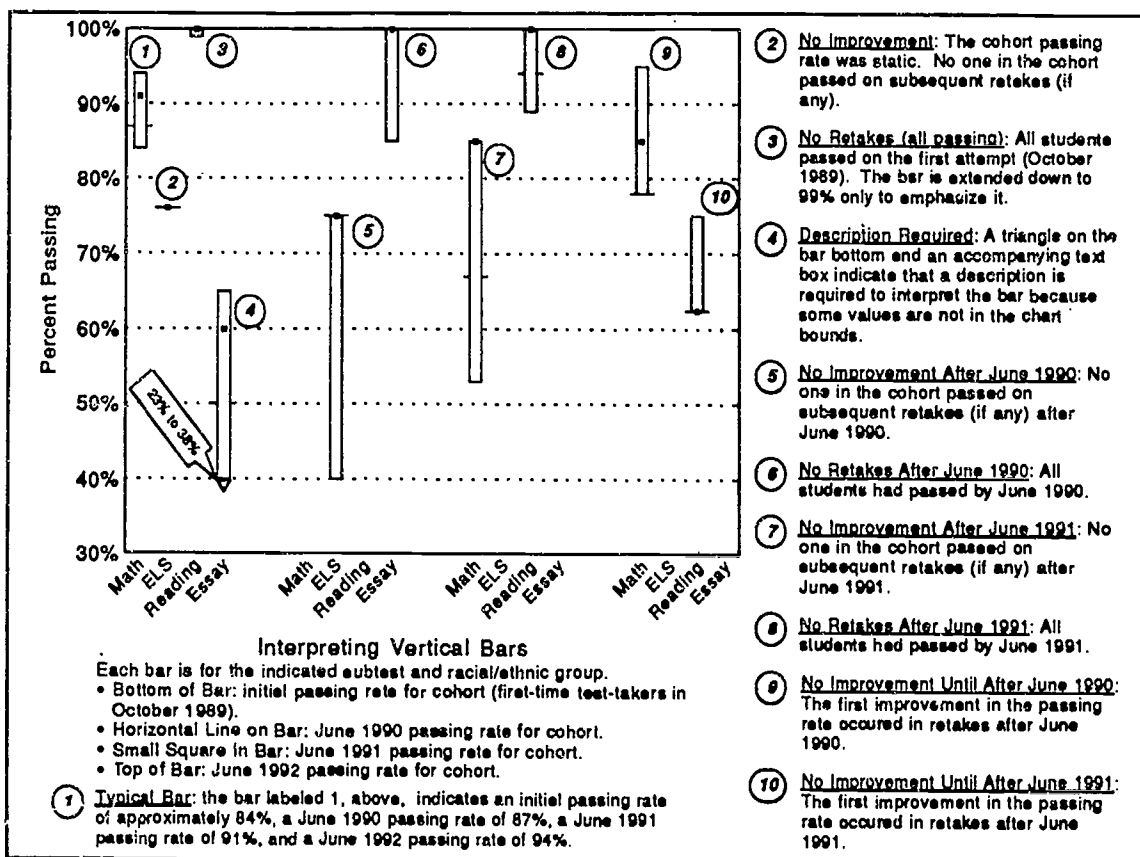 100%
90%
80%
70%
60%
50%
40%
30%
Percent Passing
1
2
3
4
5
6
7
8
9
10
23% to 38%
Math
ELS
Reading
Essay
Math
ELS
Reading
Essay
Math
ELS
Reading
Essay
Math
ELS
Reading
Essay
Interpreting Vertical Bars
Each bar is for the indicated subtest and racial/ethnic group.
• Bottom of Bar: initial passing rate for cohort (first-time test-takers in
October 1989).
• Horizontal Line on Bar: June 1990 passing rate for cohort.
• Small Square in Bar: June 1991 passing rate for cohort.
• Top of Bar: June 1992 passing rate for cohort.
1 Typical Bar: the bar labeled 1, above, indicates an initial passing rate
of approximately 84%, a June 1990 passing rate of 87%, a June 1991
passing rate of 91%, and a June 1992 passing rate of 94%.
2 No Improvement: The cohort passing
rate was static. No one in the cohort
passed on subsequent retakes (if
any).
3 No Retakes (all passing): All students
passed on the first attempt (October
1989). The bar is extended down to
99% only to emphasize it.
4 Description Required: A triangle on the
bar bottom and an accompanying text
box indicate that a description is
required to interpret the bar because
some values are not in the chart
bounds.
5 No Improvement After June 1990: No
one in the cohort passed on
subsequent retakes (if any) after
June 1990.
6 No Retakes After June 1990: All
students had passed by June 1990.
7 No Improvement After June 1991: No
one in the cohort passed on
subsequent retakes (if any) after
June 1991.
8 No Retakes After June 1991: All
students had passed by June 1991.
9 No Improvement Until After June 1990:
The first improvement in the passing
rate occured in retakes after June
1990.
10 No Improvement Until After June 1991:
The first improvement in the passing
rate occured in retakes after June
1991.